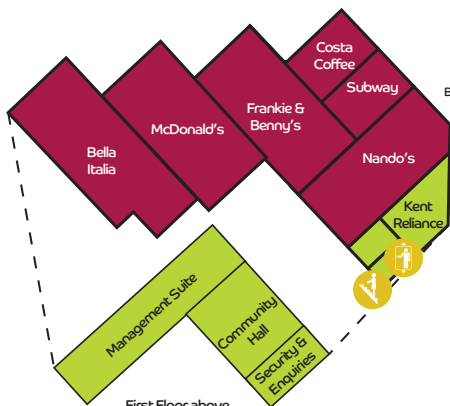 Costa
Coffee
Subway
Frankie &
Benny's
McDonald's
Nando's
Bella
Italia
Kent
Reliance
Management Suite
Community
Hall
Security &
Enquiries
First Floor above